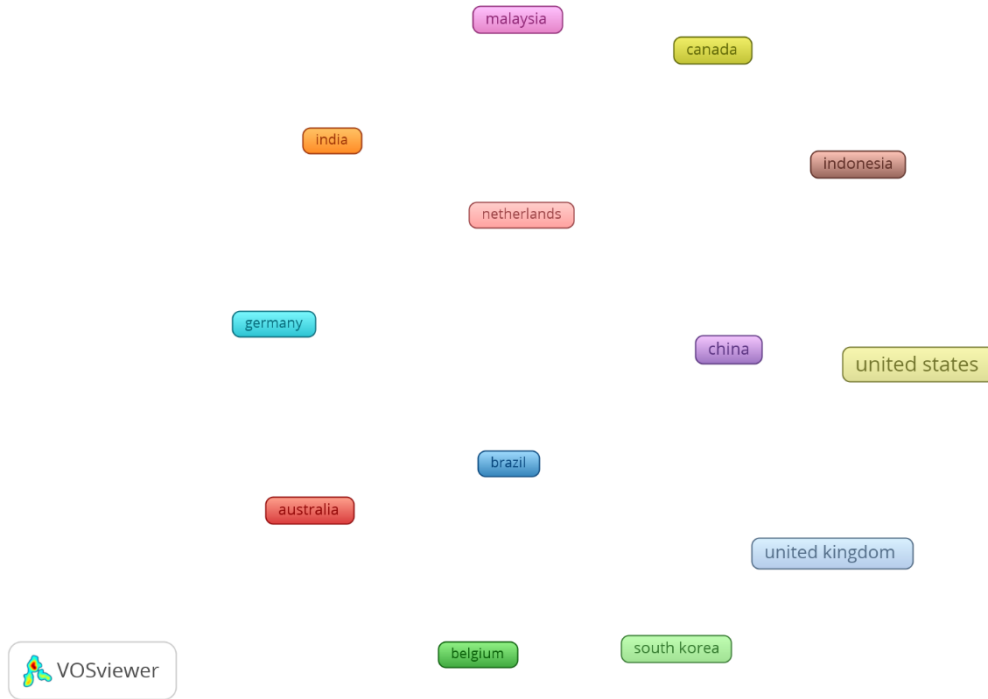 malaysia
canada
india
indonesia
netherlands
germany
china
united states
brazil
australia
united kingdom
south korea
belgium
VOSviewer